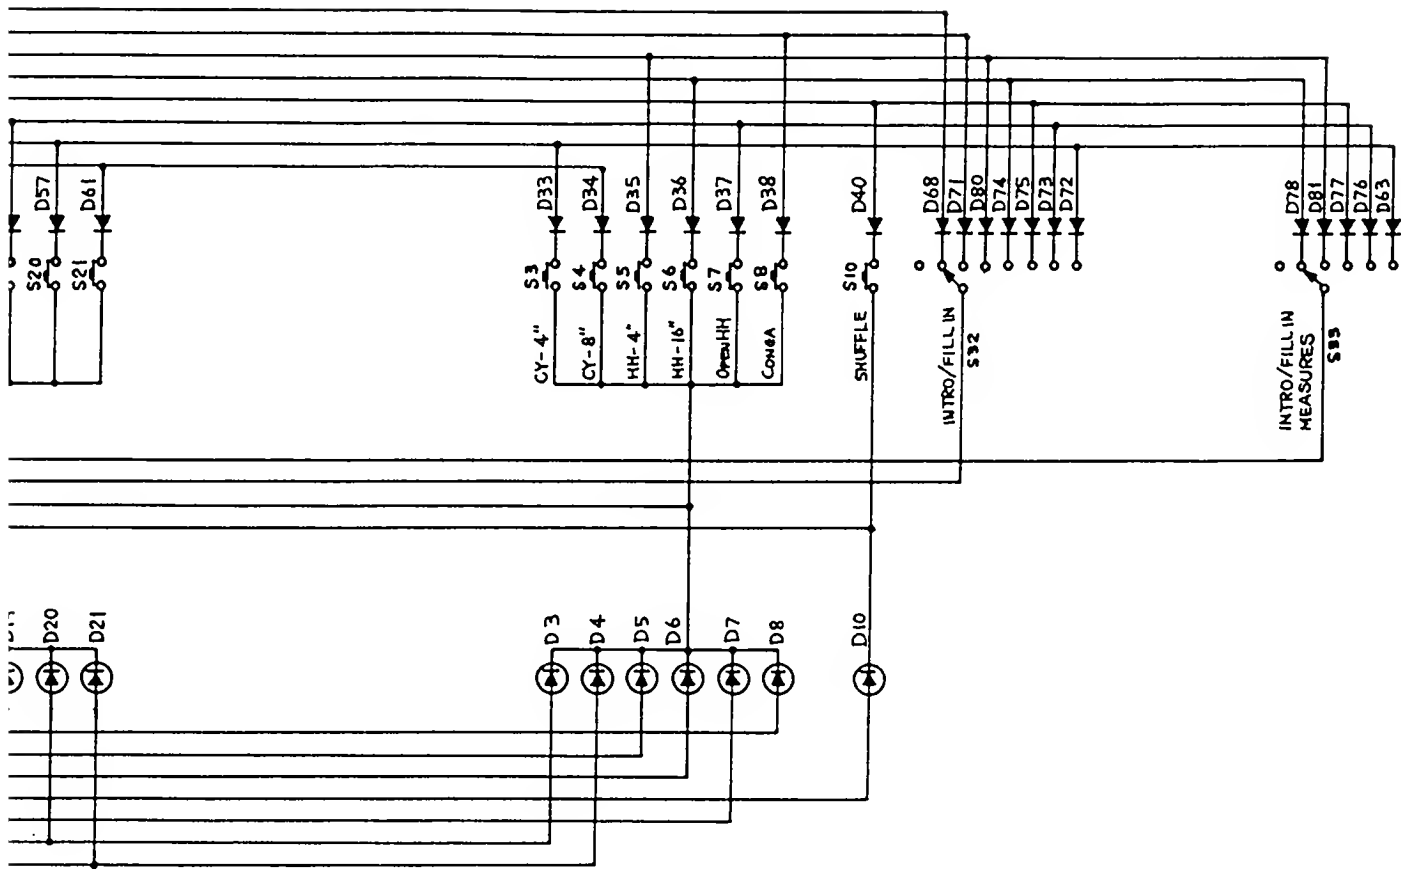 D57
D61
D33
D34
D35
D36
D37
D38
D40
D68
D71
D80
D74
D75
D73
D72
D78
D81
D77
D76
D63
S20
S21
S3
S4
S5
S6
S7
S8
S10
CY-4"
CY-8"
HH-4"
HH-16"
OPENHH
CONGA
SHUFFLE
INTRO/FILL IN
S32
INTRO/FILL IN
MEASURES
S33
D20
D21
D3
D4
D5
D6
D7
D8
D10